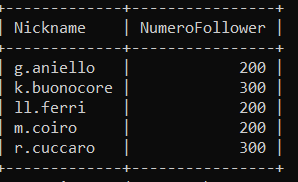 +-------------+----------------+
| Nickname    | NumeroFollower |
+-------------+----------------+
| g.aniello   |            200 |
| k.buonocore |            300 |
| ll.ferri    |            200 |
| m.coiro     |            200 |
| r.cuccaro   |            300 |
+-------------+----------------+